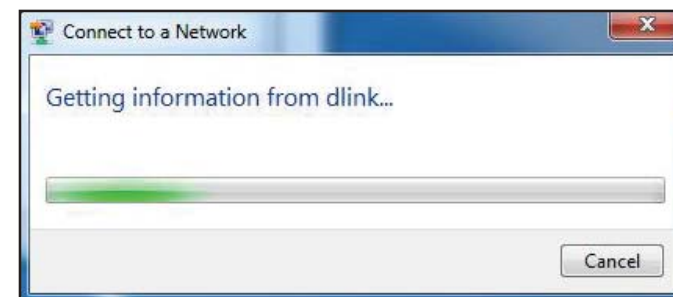 Connect to a Network
Getting information from dlink...
Cancel